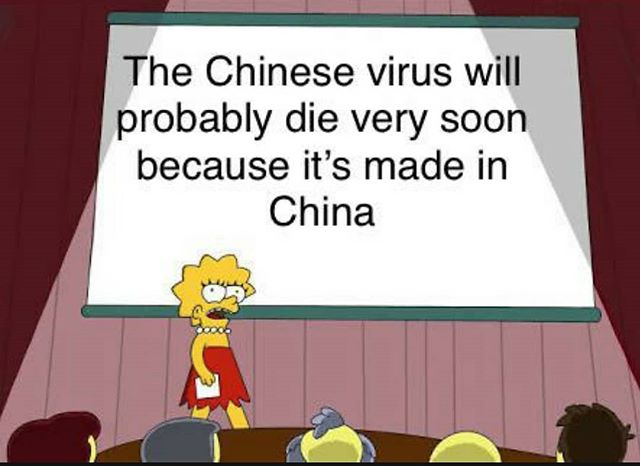 The Chinese virus will
probably die very soon
because it's made in
China